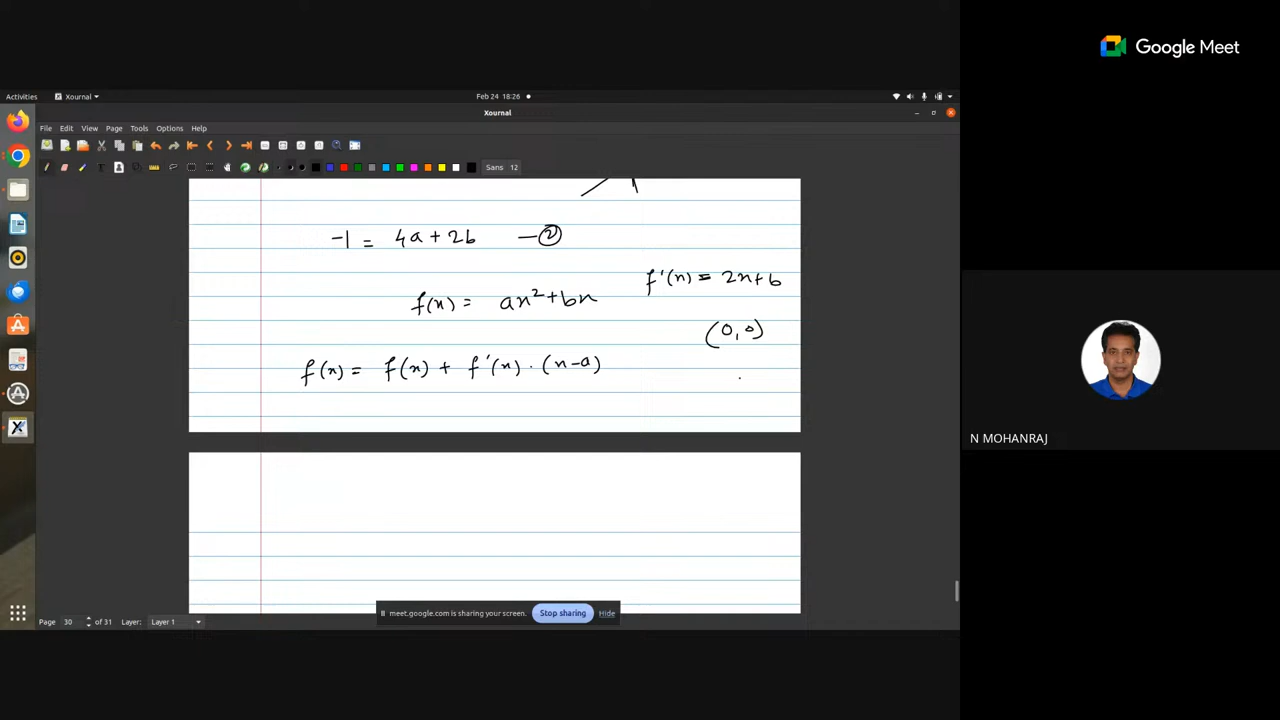 Google Meet
Activities
Xournal
Feb 24 18:26
Xournal
File Edit View Page Tools Options Help
Sans 12
-1 = 4a + 2b — ②
f'(x) = 2x + b
f(x) = ax² + bx
(0, 0)
f(x) = f(x) + f'(x) · (x-a)
N MOHANRAJ
meet.google.com is sharing your screen. Stop sharing Hide
Page 30 of 31 Layer: Layer 1